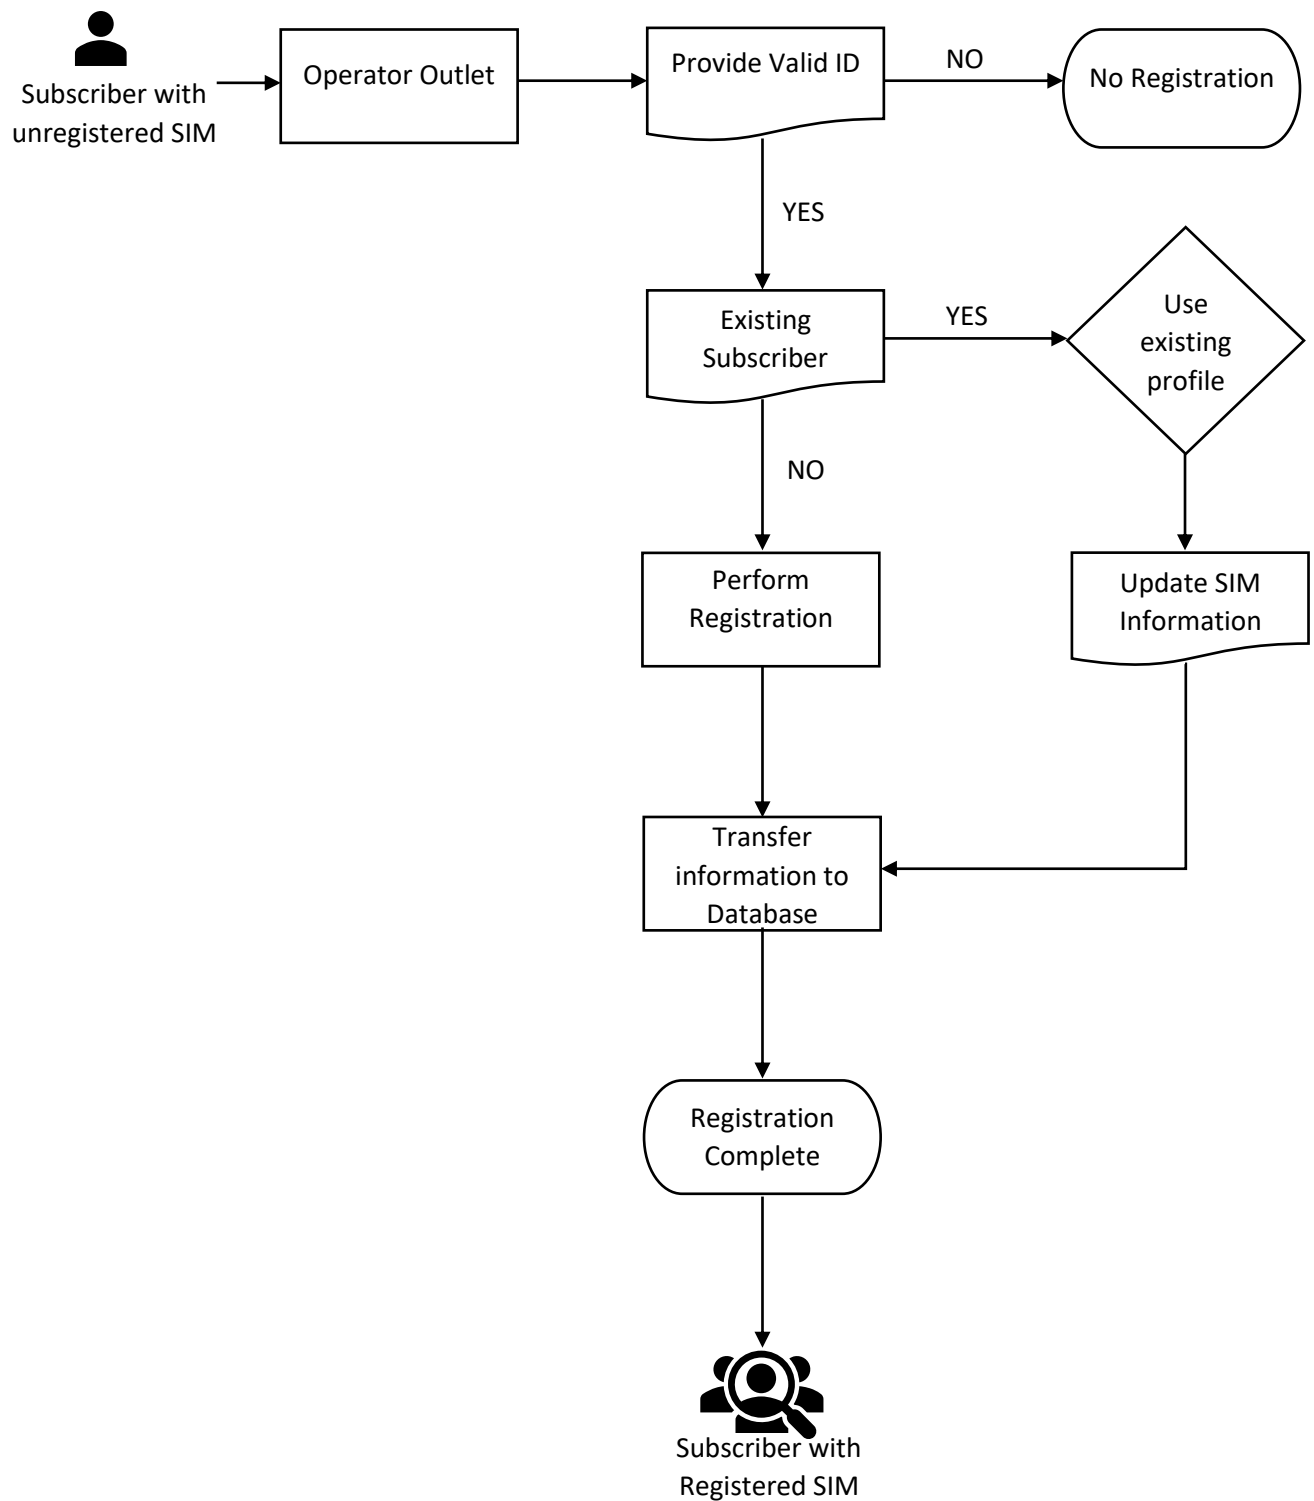 Subscriber with
unregistered SIM
Operator Outlet
Provide Valid ID
NO
No Registration
YES
Existing
Subscriber
YES
Use
existing
profile
NO
Perform
Registration
Update SIM
Information
Transfer
information to
Database
Registration
Complete
Subscriber with
Registered SIM